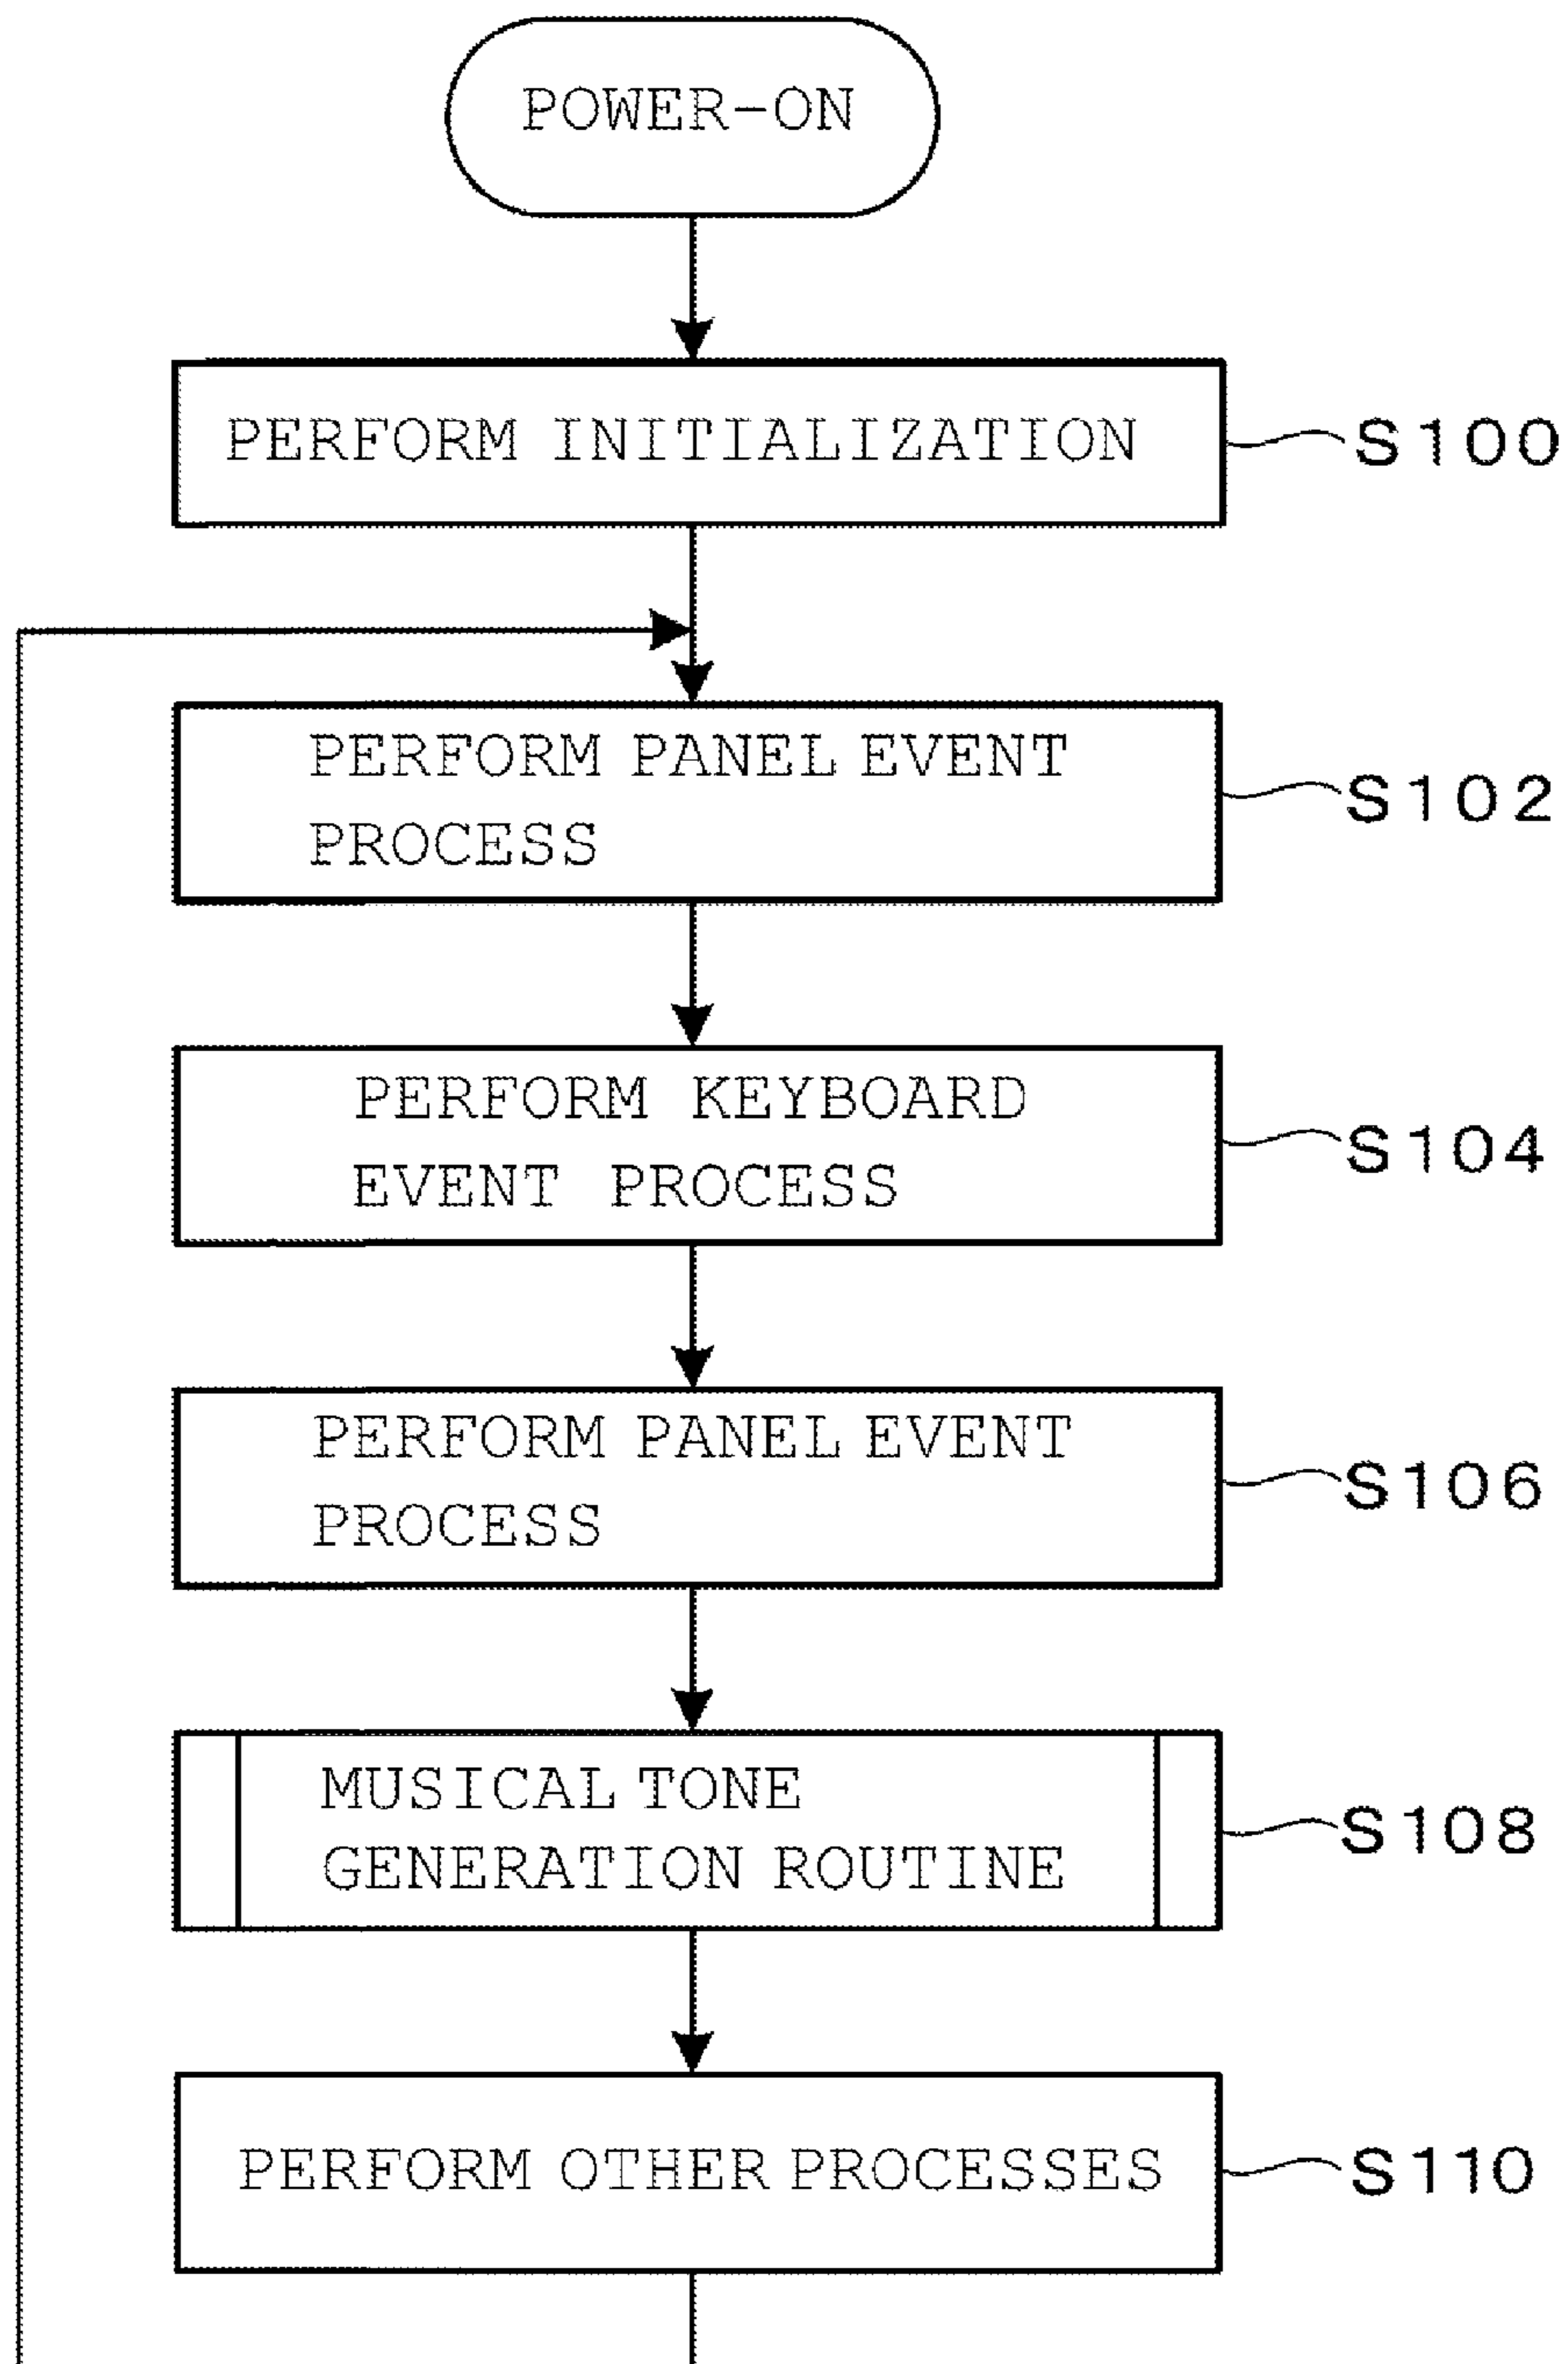 POWER-ON
PERFORM INITIALIZATION
S100
PERFORM PANEL EVENT
PROCESS
S102
PERFORM KEYBOARD
EVENT PROCESS
S104
PERFORM PANEL EVENT
PROCESS
S106
MUSICAL TONE
GENERATION ROUTINE
S108
PERFORM OTHER PROCESSES
S110